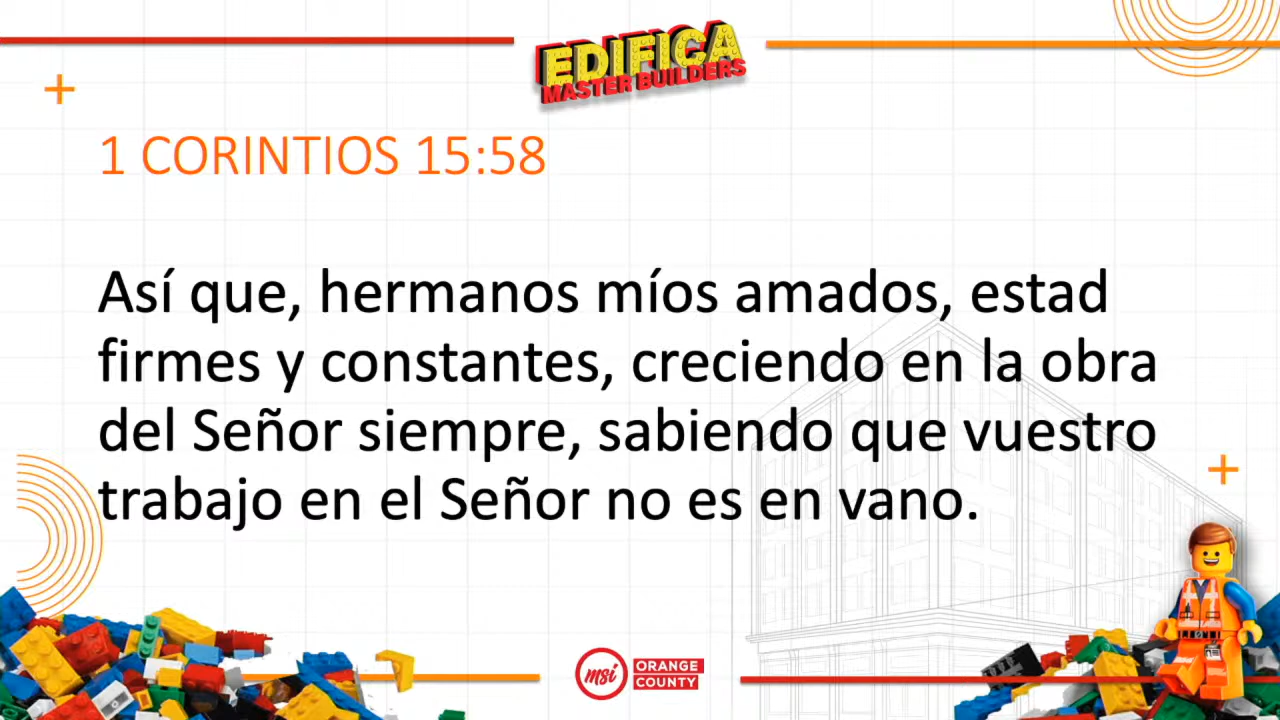 EDIFICA
MASTER BUILDERS
1 CORINTIOS 15:58
Así que, hermanos míos amados, estad
firmes y constantes, creciendo en la obra
del Señor siempre, sabiendo que vuestro
trabajo en el Señor no es en vano.
msi
ORANGE
COUNTY